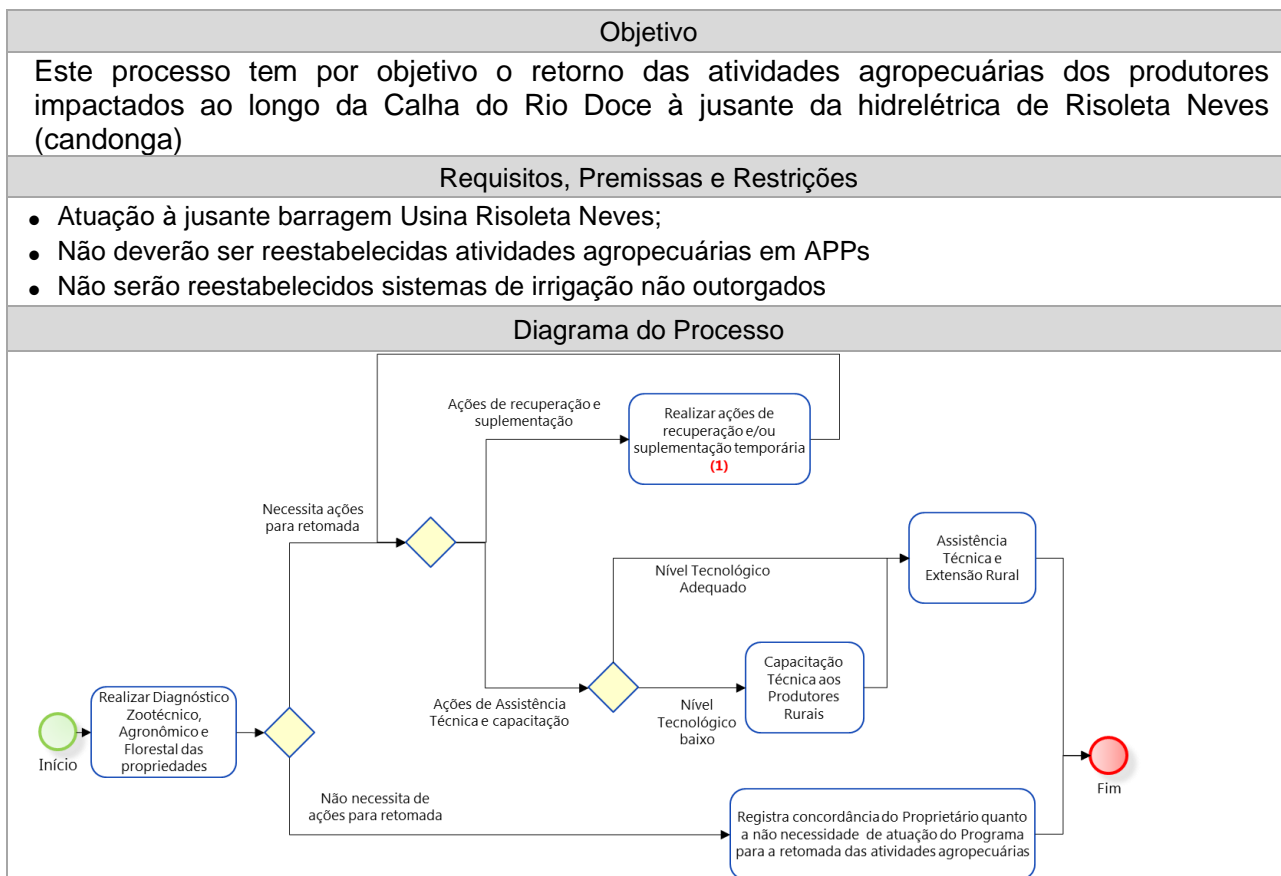 Objetivo
Este processo tem por objetivo o retorno das atividades agropecuárias dos produtores
impactados ao longo da Calha do Rio Doce à jusante da hidrelétrica de Risoleta Neves
(candonga)
Requisitos, Premissas e Restrições
● Atuação à jusante barragem Usina Risoleta Neves;
● Não deverão ser reestabelecidas atividades agropecuárias em APPs
● Não serão reestabelecidos sistemas de irrigação não outorgados
Diagrama do Processo
Ações de recuperação e
suplementação
Realizar ações de
recuperação e/ou
suplementação temporária
(1)
Necessita ações
para retomada
Assistência
Técnica e
Extensão Rural
Nível Tecnológico
Adequado
Capacitação
Técnica aos
Produtores
Rurais
Ações de Assistência
Técnica e capacitação
Nível
Tecnológico
baixo
Realizar Diagnóstico
Zootécnico,
Agronômico e
Florestal das
propriedades
Início
Fim
Não necessita de
ações para retomada
Registra concordância do Proprietário quanto
a não necessidade de atuação do Programa
para a retomada das atividades agropecuárias